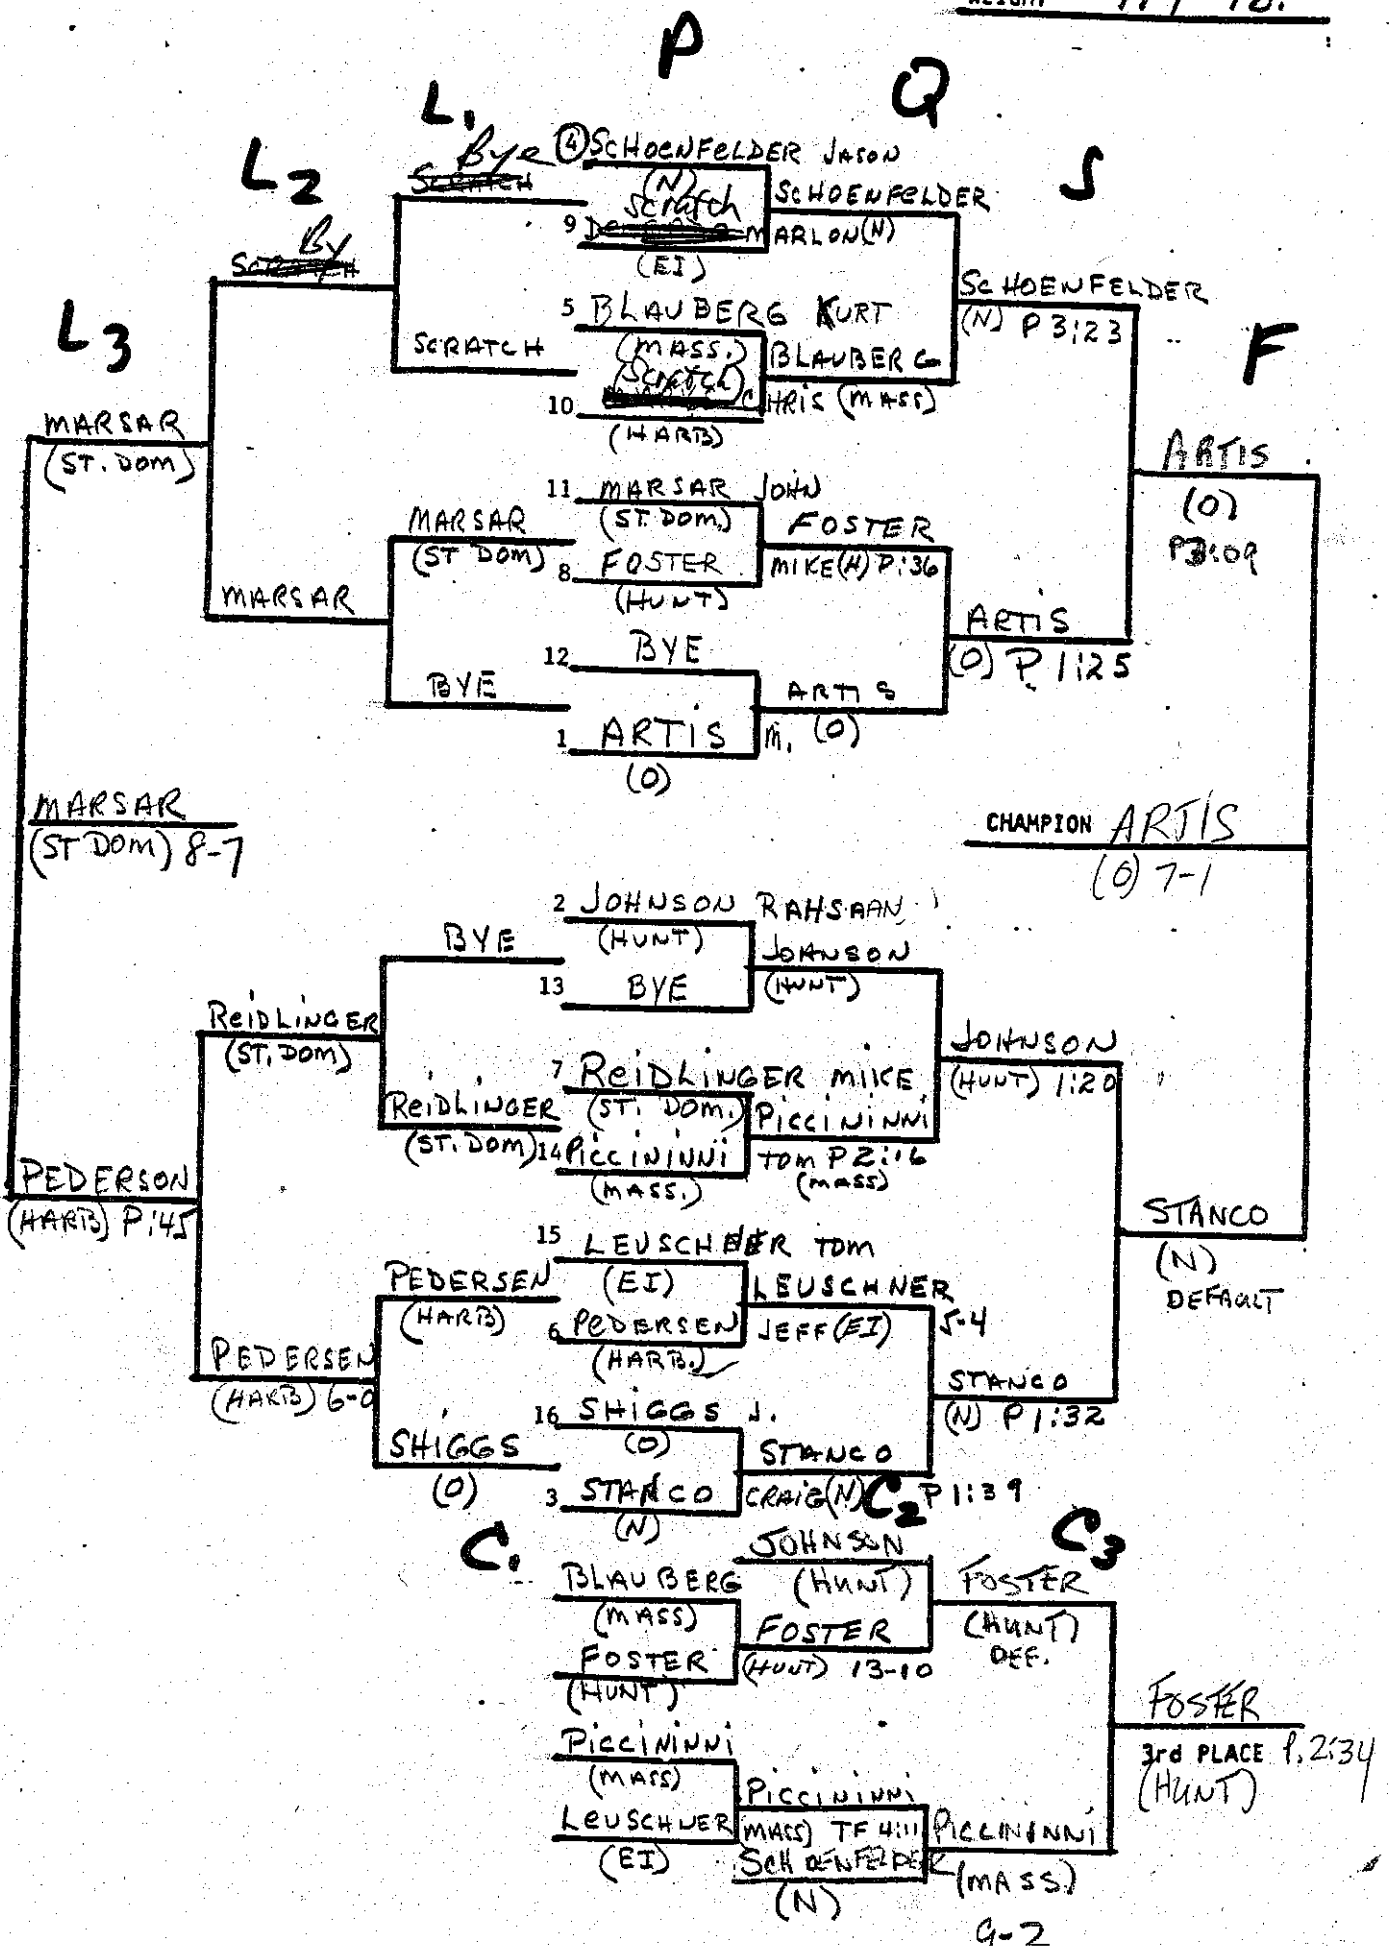 P
Q
L1
Bye
④ SCHOENFELDER JASON
L2
SCRATCH
(N)
S
Scratch
SCHOENFELDER
9 MARLON (N)
By
(EI)
SCHOENFELDER
5 BLAUBERG KURT
(N) P 3:23
L3
SCRATCH
(MASS.)
F
(Scratch)
BLAUBERG
10 CHRIS (MASS)
(HARB)
MARSAR
(ST. DOM)
ARTIS
11 MARSAR JOHN
(O)
MARSAR
(ST. DOM.)
FOSTER
P3:09
(ST DOM)
8 FOSTER
MIKE (H) P :36
(HUNT)
MARSAR
ARTIS
12 BYE
(O) P 1:25
BYE
ARTIS
1 ARTIS M. (O)
(O)
MARSAR
CHAMPION ARTIS
(ST DOM) 8-7
(O) 7-1
2 JOHNSON RAHSAAN
BYE
(HUNT)
JOHNSON
13 BYE
(HUNT)
REIDLINGER
(ST. DOM)
JOHNSON
7 REIDLINGER MIKE
(HUNT) 1:20
REIDLINGER
(ST. DOM.)
PICCININNI
(ST. DOM)
14 PICCININNI
TOM P 2:16
(MASS.)
(MASS)
PEDERSON
(HARB) P :45
STANCO
15 LEUSCHNER TOM
(N)
PEDERSEN
(EI)
LEUSCHNER
DEFAULT
(HARB)
6 PEDERSEN
JEFF (EI)
5-4
(HARB.)
PEDERSEN
STANCO
(HARB) 6-0
16 SHIGGS J.
(N) P 1:32
SHIGGS
(O)
STANCO
(O)
3 STANCO
CRAIG (N)
P 1:39
(N)
C1
C2
C3
JOHNSON
BLAUBERG
(HUNT)
FOSTER
(MASS)
FOSTER
(HUNT)
FOSTER
(HUNT) 13-10
DEF.
(HUNT)
FOSTER
PICCININNI
3rd PLACE P. 2:34
(MASS)
PICCININNI
(HUNT)
LEUSCHNER
(MASS) TF 4:11
PICCININNI
(EI)
SCHOENFELDER
(MASS.)
(N)
9-2